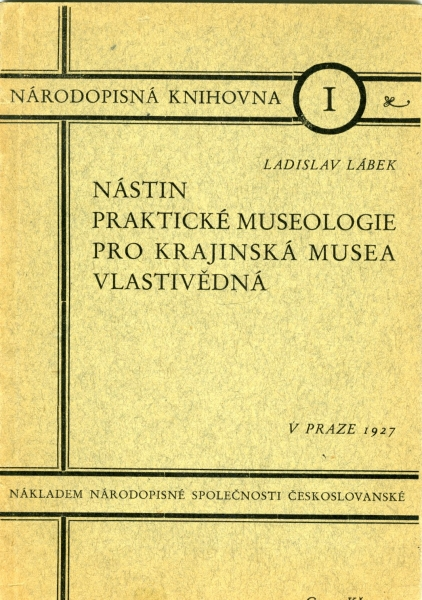 NÁRODOPISNÁ KNIHOVNA I
LADISLAV LÁBEK
NÁSTIN
PRAKTICKÉ MUSEOLOGIE
PRO KRAJINSKÁ MUSEA
VLASTIVĚDNÁ
V PRAZE 1927
NÁKLADEM NÁRODOPISNÉ SPOLEČNOSTI ČESKOSLOVANSKÉ